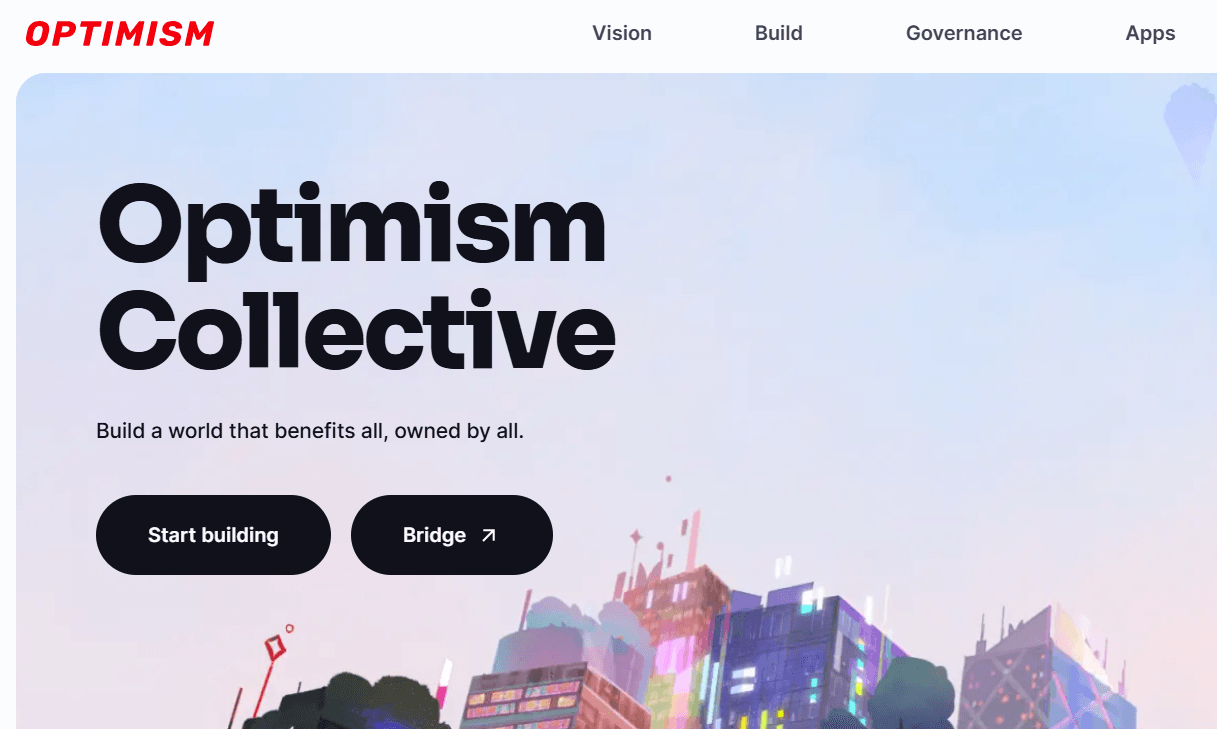 OPTIMISM
Vision
Build
Governance
Apps
Optimism
Collective
Build a world that benefits all, owned by all.
Start building
Bridge